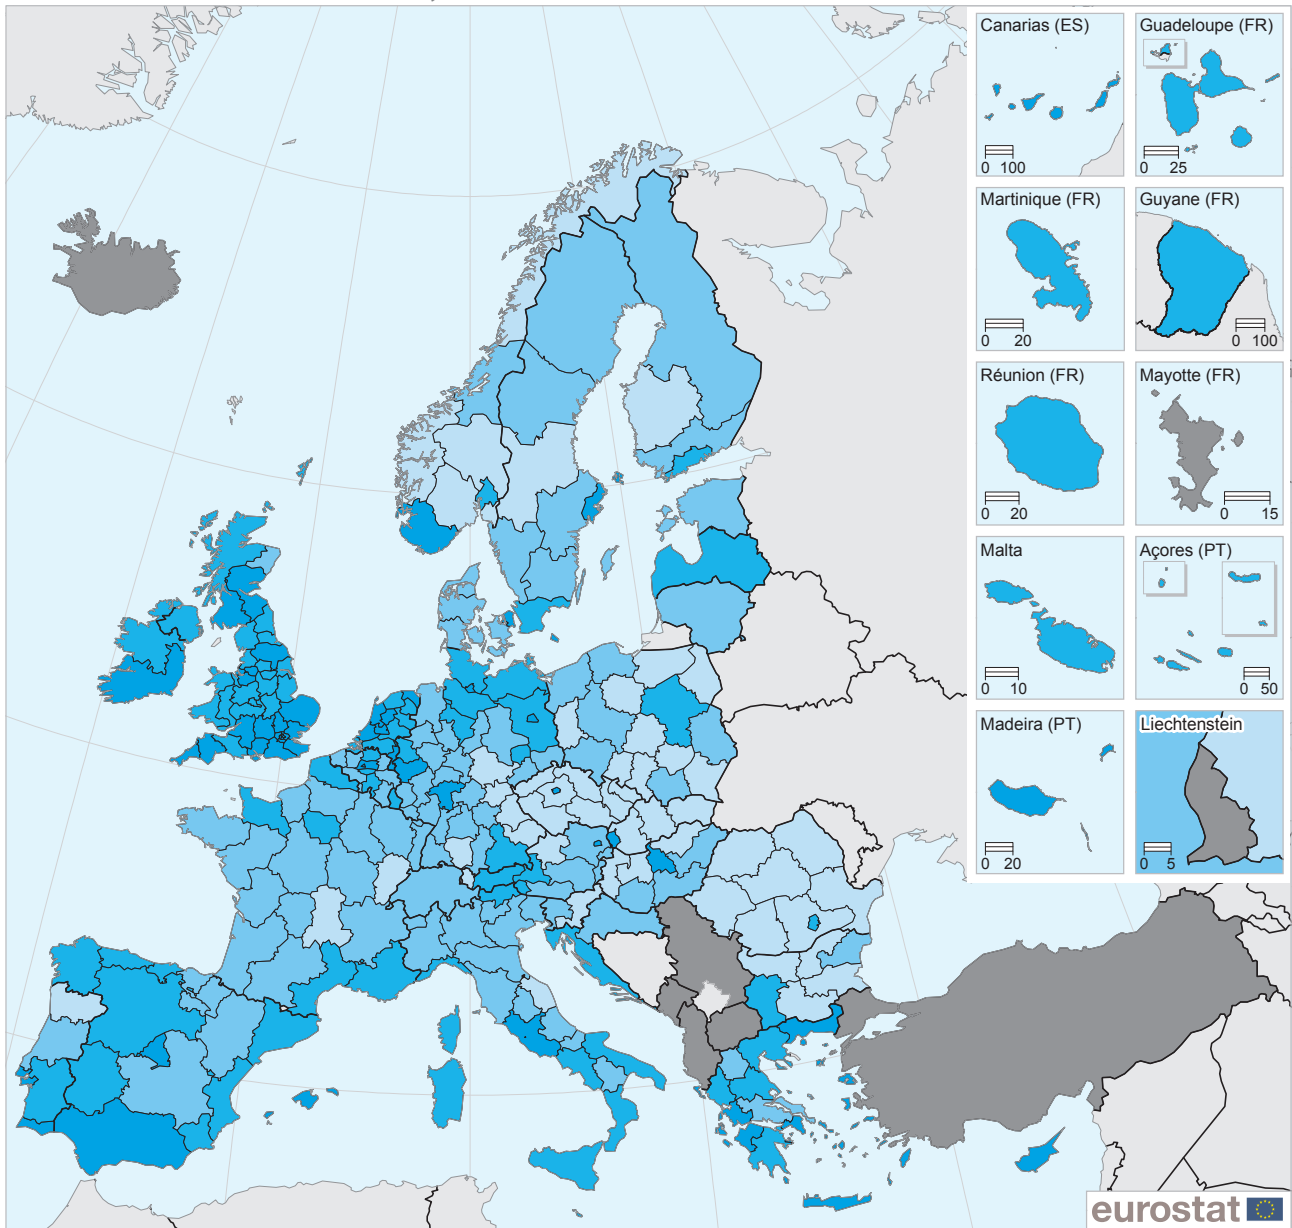 Canarias (ES)
0 100
Guadeloupe (FR)
0 25
Martinique (FR)
0 20
Guyane (FR)
0 100
Réunion (FR)
0 20
Mayotte (FR)
0 15
Malta
0 10
Açores (PT)
0 50
Madeira (PT)
0 20
Liechtenstein
0 5
eurostat